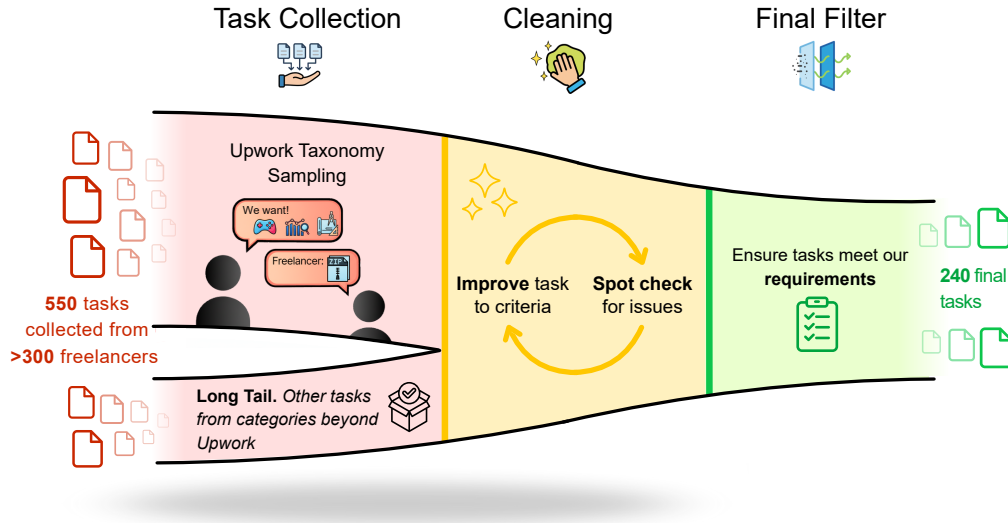 Task Collection
Cleaning
Final Filter
Upwork Taxonomy
Sampling
We want!
Freelancer:
ZIP
550 tasks
collected from
>300 freelancers
Long Tail. Other tasks
from categories beyond
Upwork
Improve task
to criteria
Spot check
for issues
Ensure tasks meet our
requirements
240 final
tasks